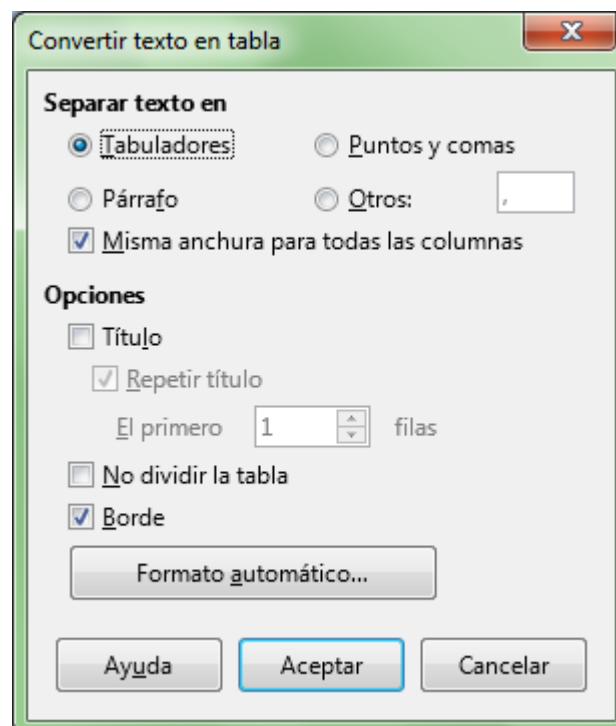 Convertir texto en tabla
Separar texto en
Tabuladores Puntos y comas
Párrafo Otros: ,
Misma anchura para todas las columnas
Opciones
Título
Repetir título
El primero 1 filas
No dividir la tabla
Borde
Formato automático...
Ayuda Aceptar Cancelar